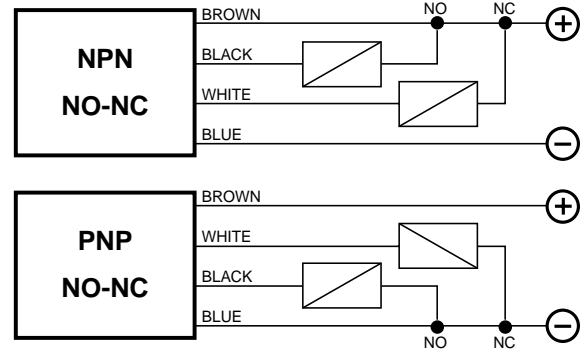 BROWN NO NC +
NPN BLACK
NO-NC WHITE
BLUE −
BROWN +
PNP WHITE
NO-NC BLACK
BLUE −
NO NC